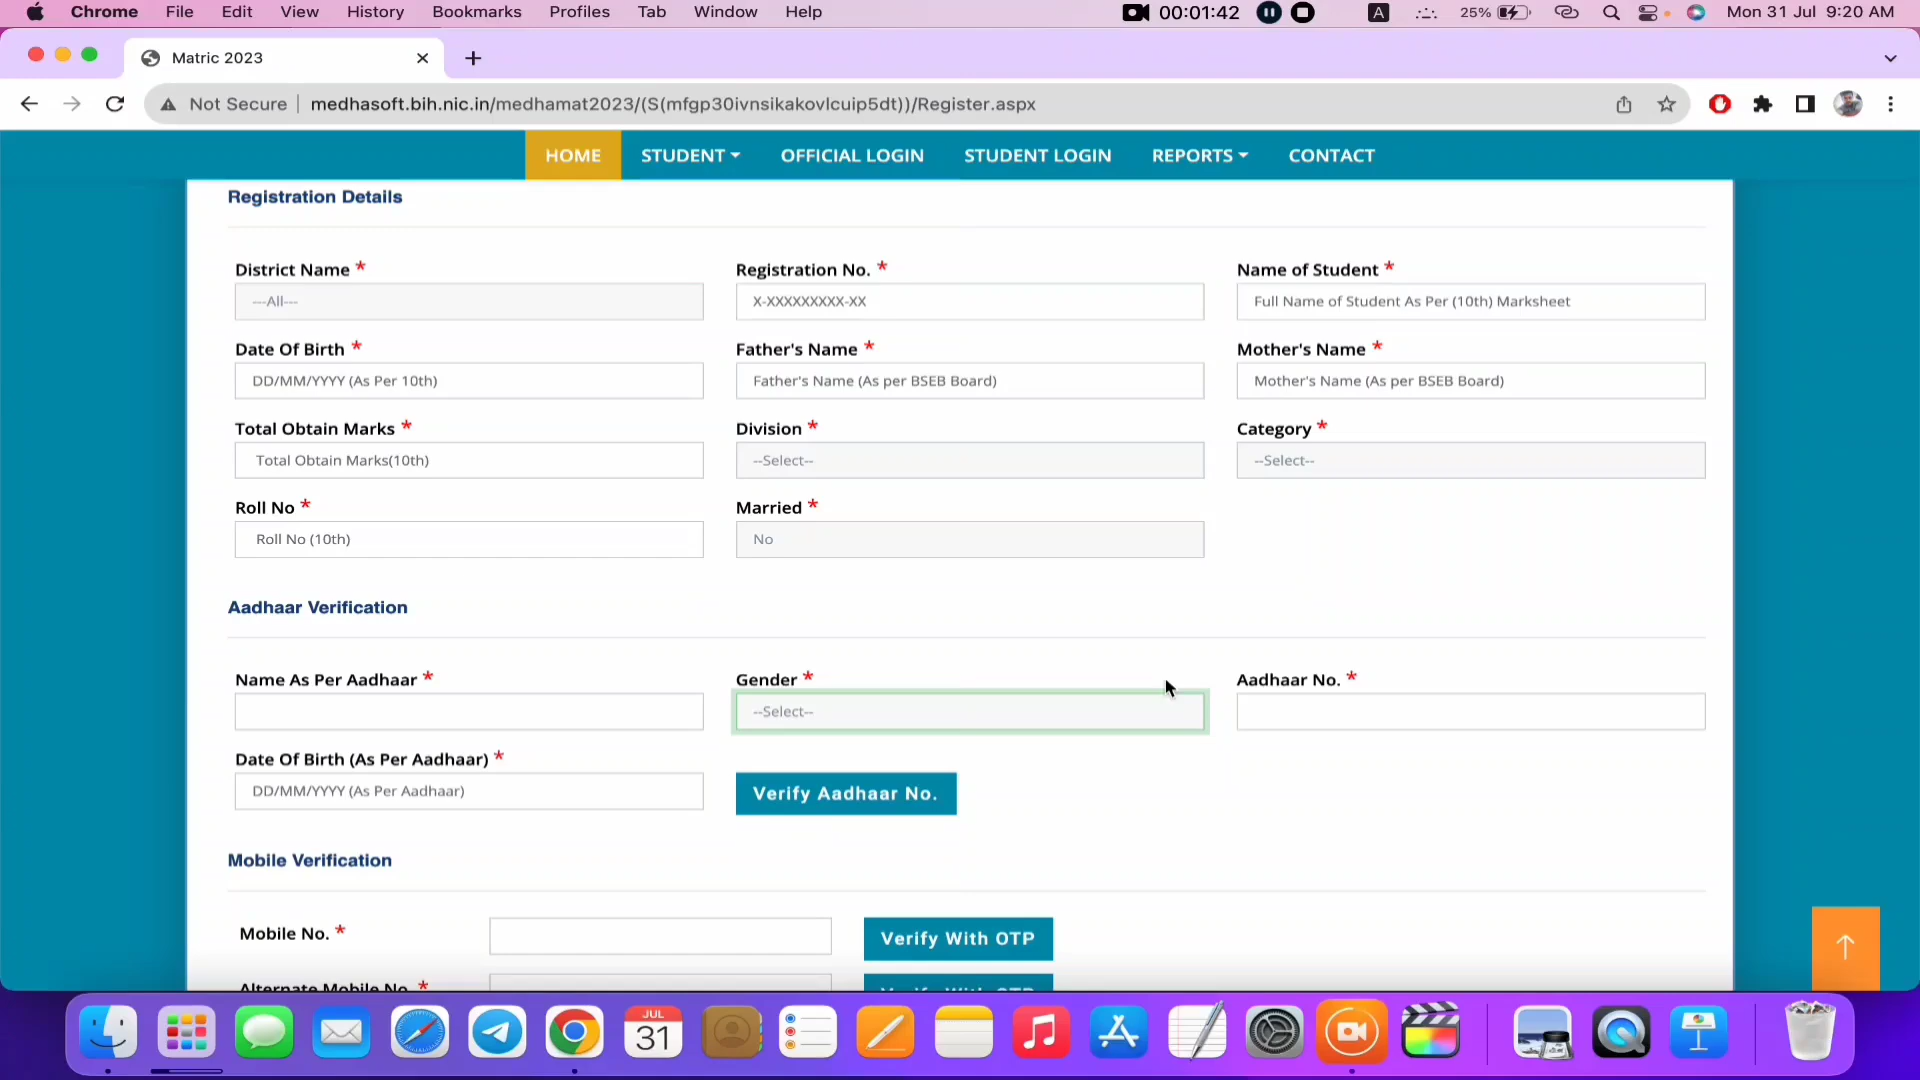 Chrome File Edit View History Bookmarks Profiles Tab Window Help 00:01:42 A 25% Mon 31 Jul 9:20 AM
Matric 2023
Not Secure medhasoft.bih.nic.in/medhamat2023/(S(mfgp30ivnsikakovlcuip5dt))/Register.aspx
HOME STUDENT OFFICIAL LOGIN STUDENT LOGIN REPORTS CONTACT
Registration Details
District Name * Registration No. * Name of Student *
---All--- X-XXXXXXXXX-XX Full Name of Student As Per (10th) Marksheet
Date Of Birth * Father's Name * Mother's Name *
DD/MM/YYYY (As Per 10th) Father's Name (As per BSEB Board) Mother's Name (As per BSEB Board)
Total Obtain Marks * Division * Category *
Total Obtain Marks(10th) --Select-- --Select--
Roll No * Married *
Roll No (10th) No
Aadhaar Verification
Name As Per Aadhaar * Gender * Aadhaar No. *
--Select--
Date Of Birth (As Per Aadhaar) *
DD/MM/YYYY (As Per Aadhaar) Verify Aadhaar No.
Mobile Verification
Mobile No. * Verify With OTP
Alternate Mobile No. * Verify With OTP
JUL
31